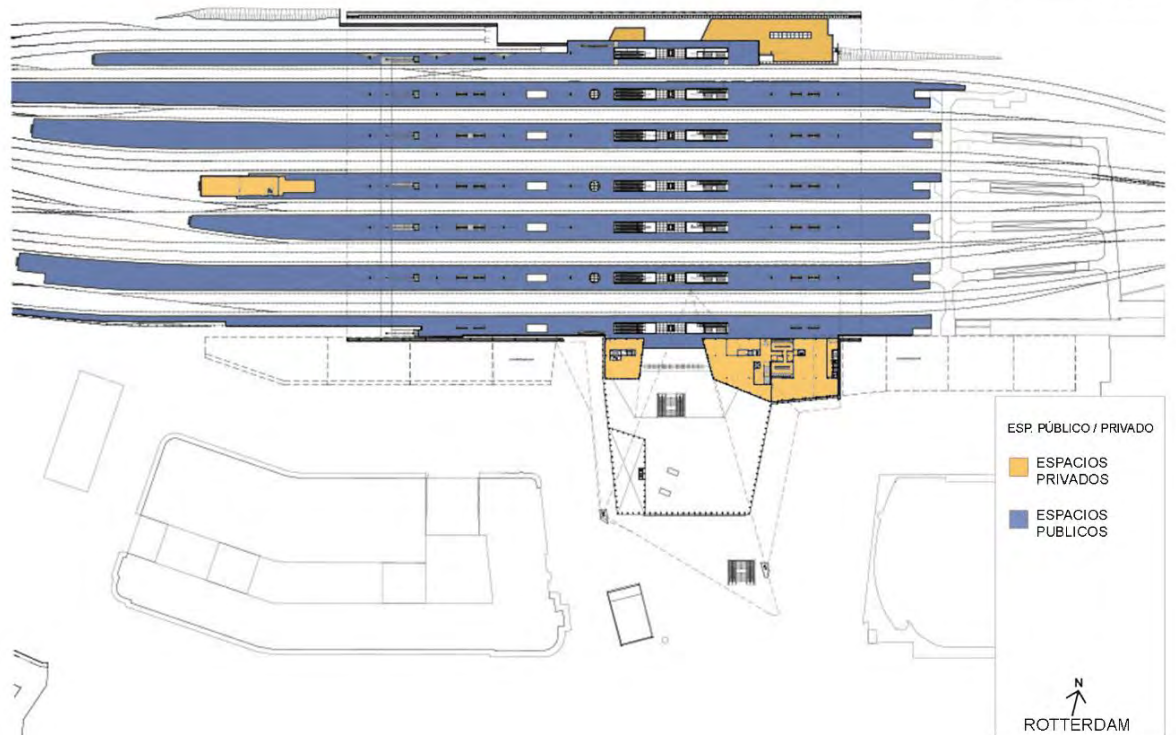 ESP. PÚBLICO / PRIVADO
ESPACIOS
PRIVADOS
ESPACIOS
PUBLICOS
N
ROTTERDAM